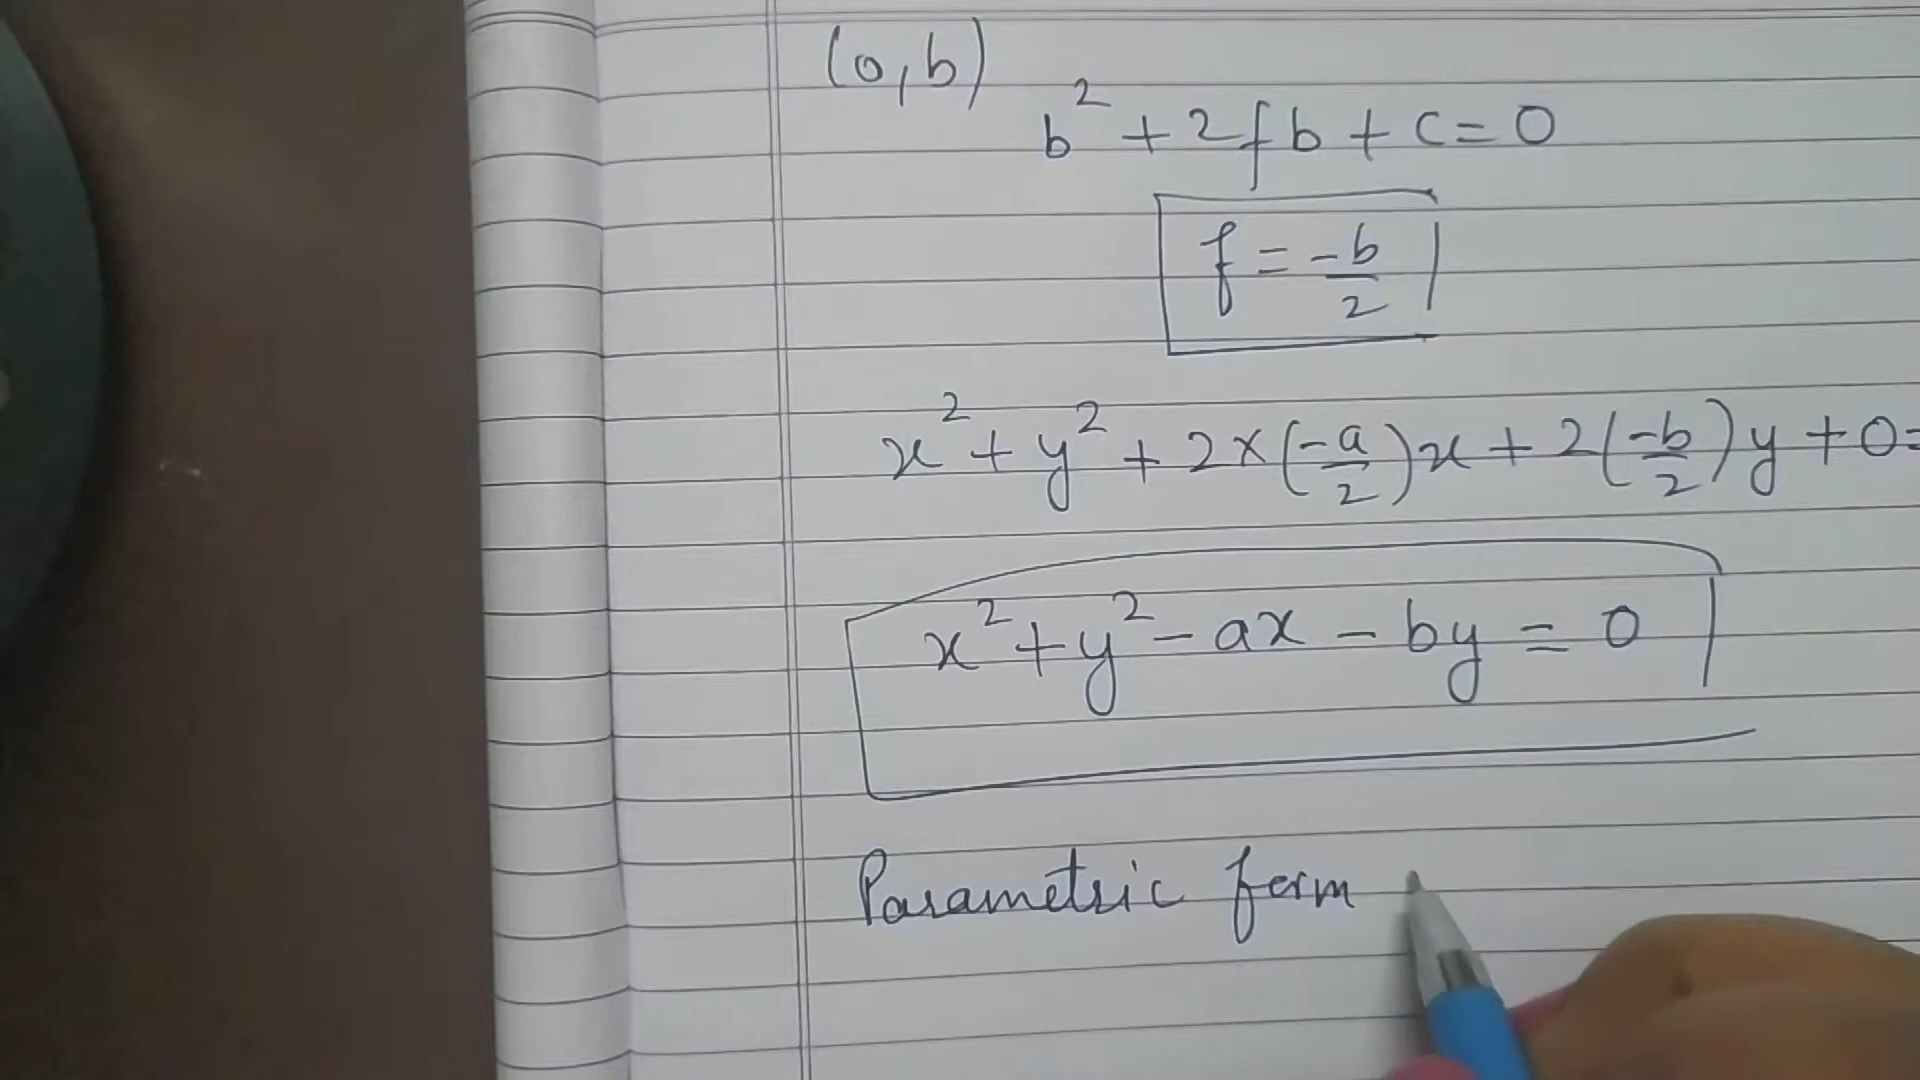 (0,b)
b² + 2fb + c = 0
f = -b/2
x² + y² + 2×(-a/2)x + 2(-b/2)y + 0 =
x² + y² - ax - by = 0
Parametric form